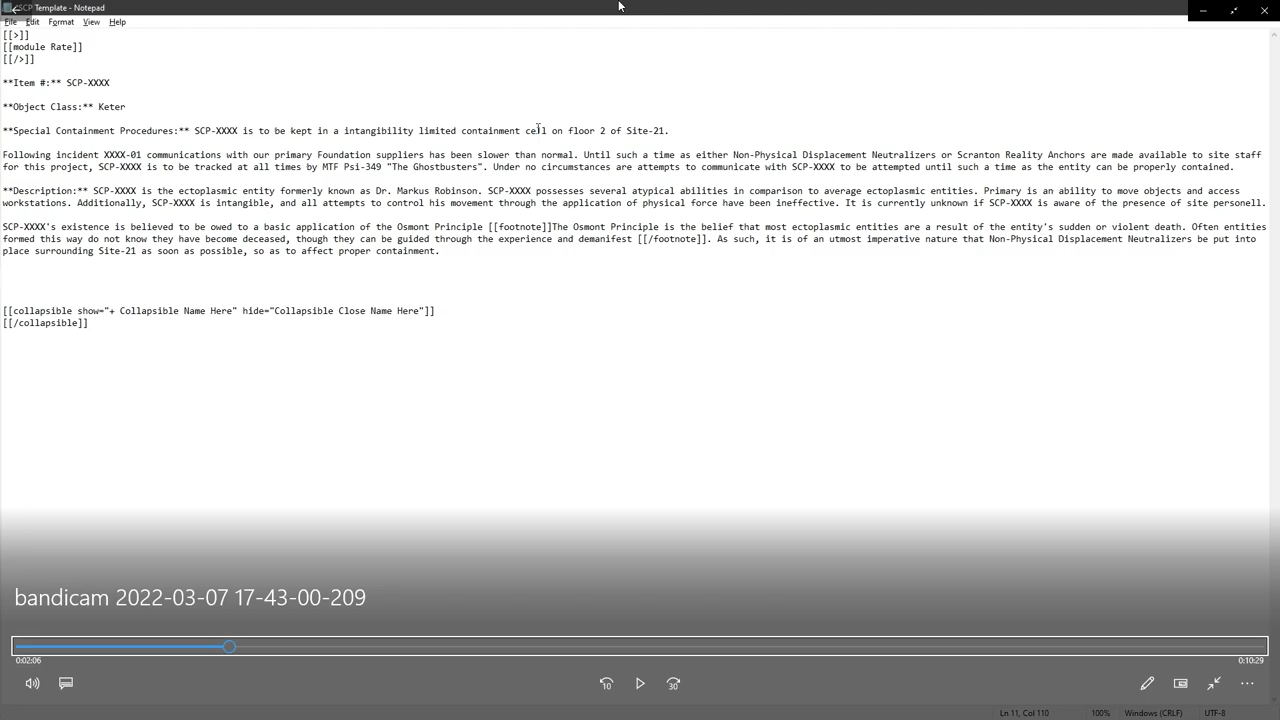 SCP Template - Notepad
File Edit Format View Help
[[>]]
[[module Rate]]
[[/>]]
**Item #:** SCP-XXXX
**Object Class:** Keter
**Special Containment Procedures:** SCP-XXXX is to be kept in a intangibility limited containment cell on floor 2 of Site-21.
Following incident XXXX-01 communications with our primary Foundation suppliers has been slower than normal. Until such a time as either Non-Physical Displacement Neutralizers or Scranton Reality Anchors are made available to site staff
for this project, SCP-XXXX is to be tracked at all times by MTF Psi-349 "The Ghostbusters". Under no circumstances are attempts to communicate with SCP-XXXX to be attempted until such a time as the entity can be properly contained.
**Description:** SCP-XXXX is the ectoplasmic entity formerly known as Dr. Markus Robinson. SCP-XXXX possesses several atypical abilities in comparison to average ectoplasmic entities. Primary is an ability to move objects and access
workstations. Additionally, SCP-XXXX is intangible, and all attempts to control his movement through the application of physical force have been ineffective. It is currently unknown if SCP-XXXX is aware of the presence of site personell.
SCP-XXXX's existence is believed to be owed to a basic application of the Osmont Principle [[footnote]]The Osmont Principle is the belief that most ectoplasmic entities are a result of the entity's sudden or violent death. Often entities
formed this way do not know they have become deceased, though they can be guided through the experience and demanifest [[/footnote]]. As such, it is of an utmost imperative nature that Non-Physical Displacement Neutralizers be put into
place surrounding Site-21 as soon as possible, so as to affect proper containment.
[[collapsible show="+ Collapsible Name Here" hide="Collapsible Close Name Here"]]
[[/collapsible]]
bandicam 2022-03-07 17-43-00-209
0:02:06 0:10:29
10 30
Ln 11, Col 110 100% Windows (CRLF) UTF-8